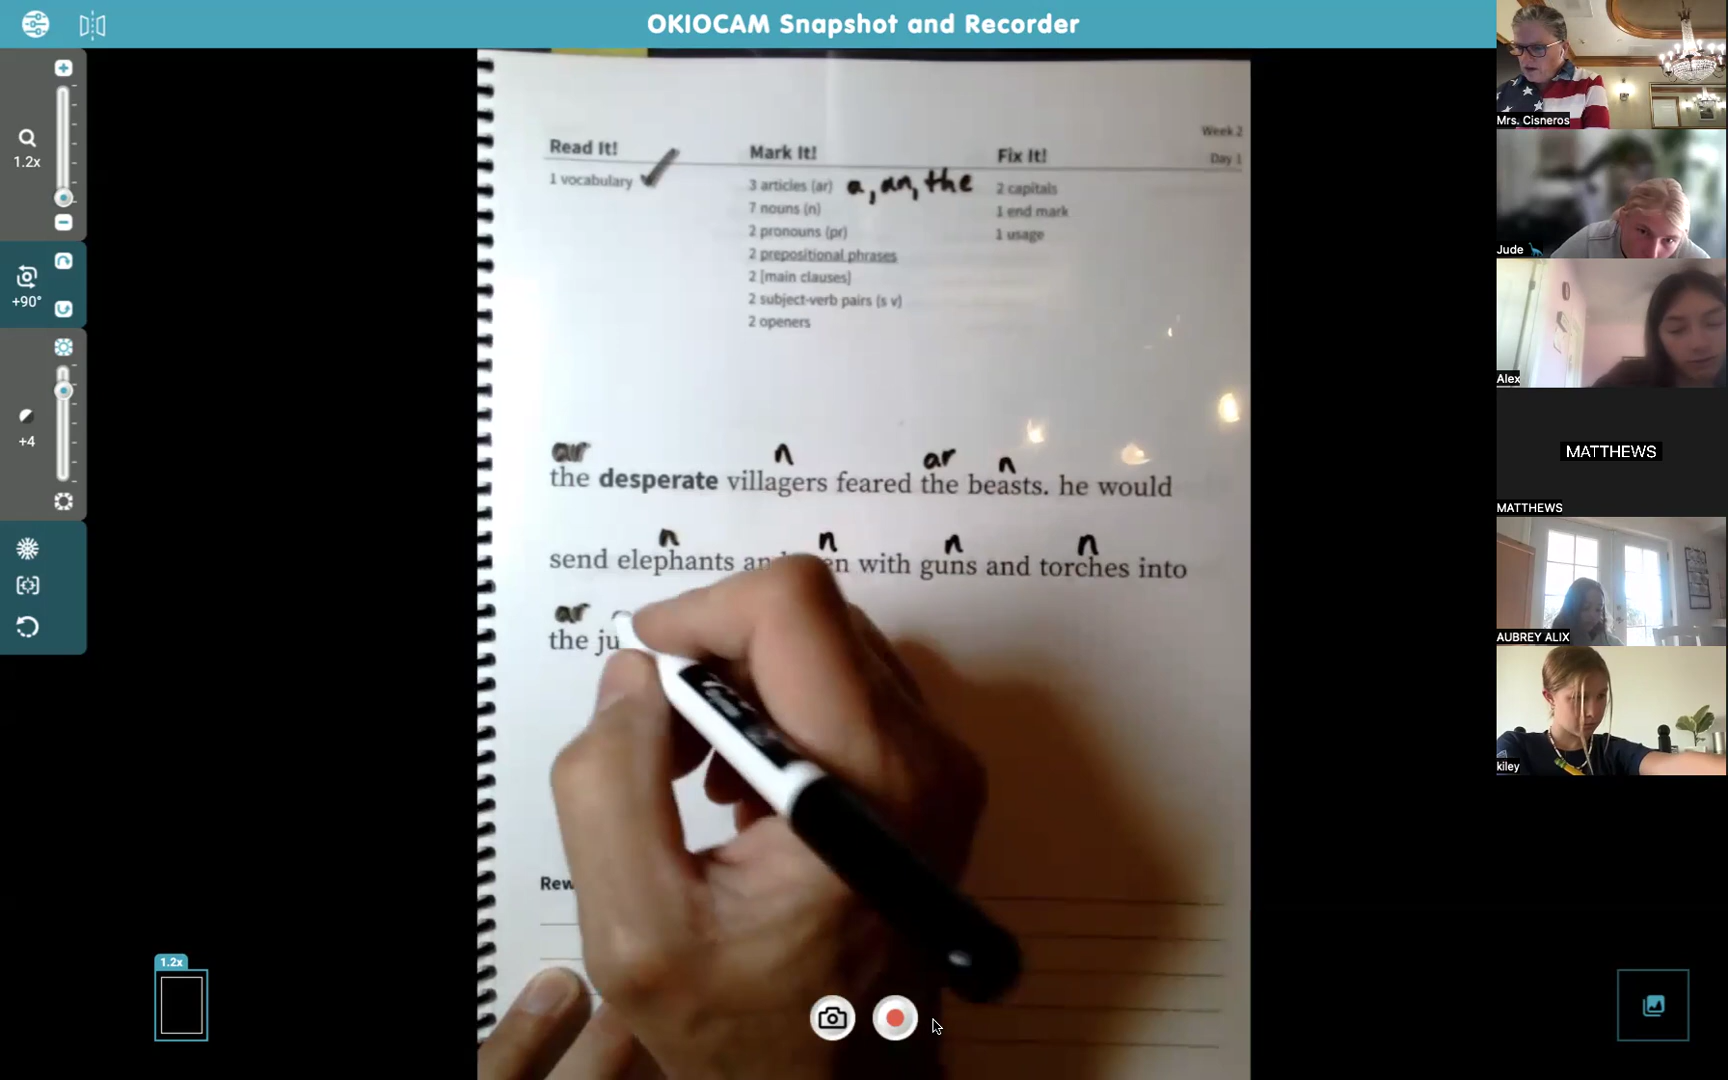 OKIOCAM Snapshot and Recorder
1.2x
+90°
+4
1.2x
Week 2
Day 1
Read It!
1 vocabulary
Mark It!
3 articles (ar) a, an, the
7 nouns (n)
2 pronouns (pr)
2 prepositional phrases
2 [main clauses]
2 subject-verb pairs (s v)
2 openers
Fix It!
2 capitals
1 end mark
1 usage
ar n ar n
the desperate villagers feared the beasts. he would
n n n n
send elephants an en with guns and torches into
ar
the ju
Rew
Mrs. Cisneros
Jude
Alex
MATTHEWS
MATTHEWS
AUBREY ALIX
kiley